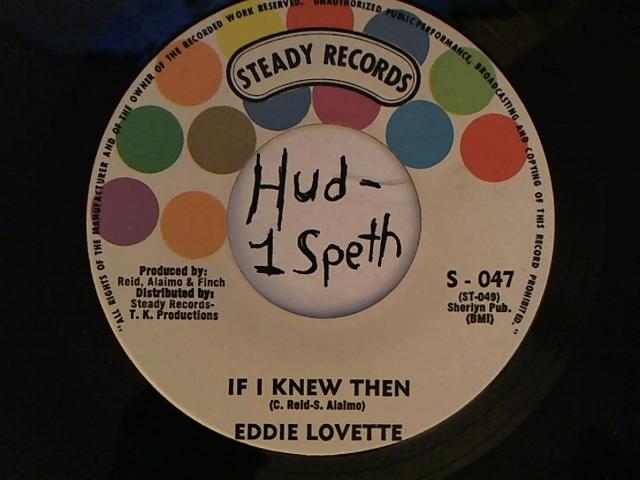 "ALL RIGHTS OF THE MANUFACTURER AND OF THE OWNER OF THE RECORDED WORK RESERVED. UNAUTHORIZED PUBLIC PERFORMANCE, BROADCASTING AND COPYING OF THIS RECORD PROHIBITED."
STEADY RECORDS
Hud-
1 Speth
Produced by:
Reid, Alaimo & Finch
Distributed by:
Steady Records-
T. K. Productions
S - 047
(ST-049)
Sherlyn Pub.
(BMI)
IF I KNEW THEN
(C. Reid-S. Alaimo)
EDDIE LOVETTE